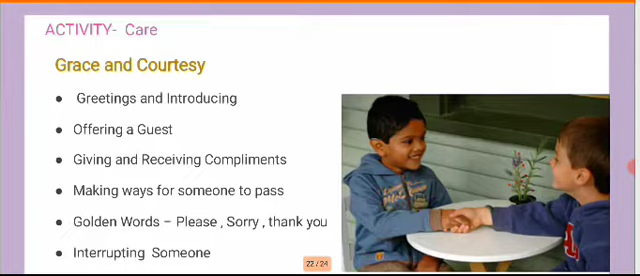 ACTIVITY- Care
Grace and Courtesy
● Greetings and Introducing
● Offering a Guest
● Giving and Receiving Compliments
● Making ways for someone to pass
● Golden Words – Please , Sorry , thank you
● Interrupting Someone
22 / 24